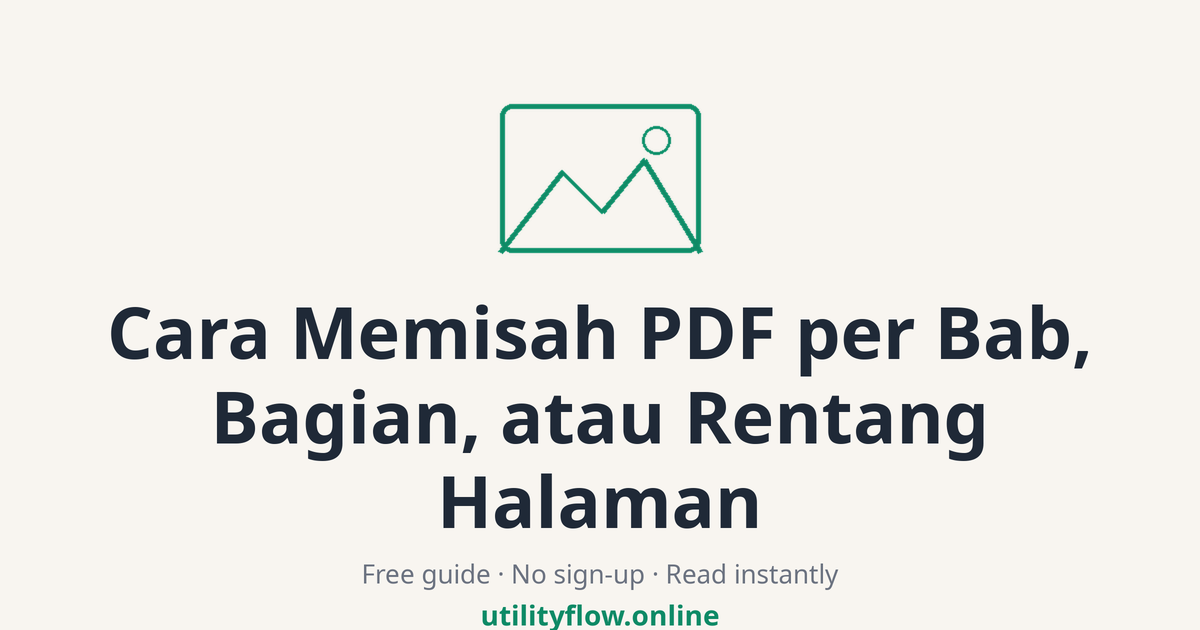 Cara Memisah PDF per Bab,
Bagian, atau Rentang
Halaman
Free guide · No sign-up · Read instantly
utilityflow.online